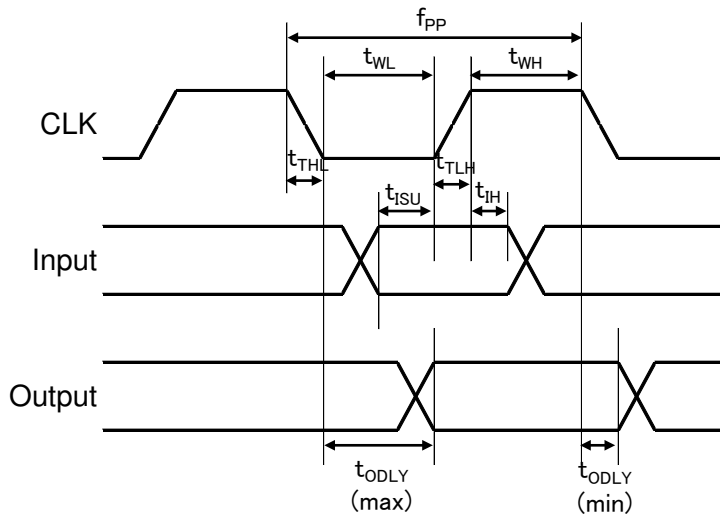 fPP
tWL
tWH
CLK
tTHL
tTLH
tISU
tIH
Input
Output
tODLY
(max)
tODLY
(min)